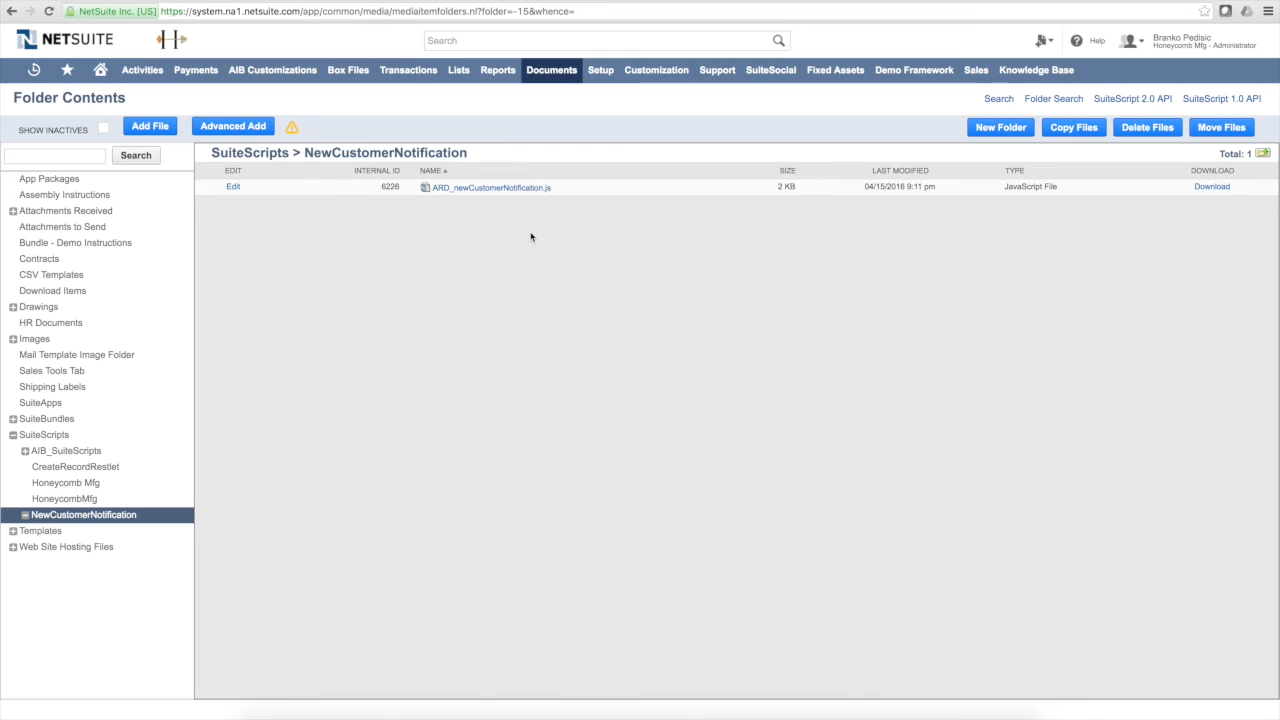 NetSuite Inc. [US] https://system.na1.netsuite.com/app/common/media/mediaitemfolders.nl?folder=-15&whence=
NETSUITE
H
Search
Help
Branko Pedisic
Honeycomb Mfg - Administrator
Activities Payments AIB Customizations Box Files Transactions Lists Reports Documents Setup Customization Support SuiteSocial Fixed Assets Demo Framework Sales Knowledge Base
Folder Contents
Search Folder Search SuiteScript 2.0 API SuiteScript 1.0 API
SHOW INACTIVES Add File Advanced Add New Folder Copy Files Delete Files Move Files
Search
SuiteScripts > NewCustomerNotification Total: 1
EDIT INTERNAL ID NAME SIZE LAST MODIFIED TYPE DOWNLOAD
Edit 6226 ARD_newCustomerNotification.js 2 KB 04/15/2016 9:11 pm JavaScript File Download
App Packages
Assembly Instructions
Attachments Received
Attachments to Send
Bundle - Demo Instructions
Contracts
CSV Templates
Download Items
Drawings
HR Documents
Images
Mail Template Image Folder
Sales Tools Tab
Shipping Labels
SuiteApps
SuiteBundles
SuiteScripts
AIB_SuiteScripts
CreateRecordRestlet
Honeycomb Mfg
HoneycombMfg
NewCustomerNotification
Templates
Web Site Hosting Files